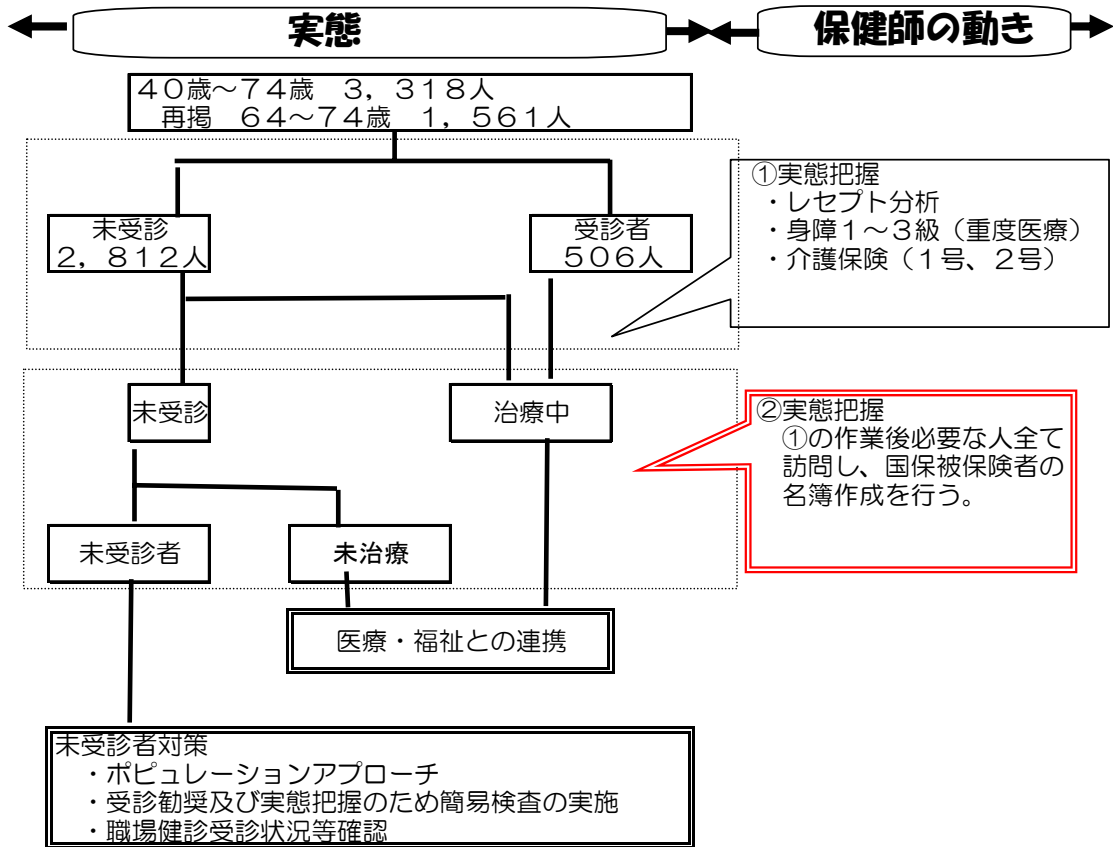 実態
保健師の動き
40歳～74歳　3,318人
再掲　64～74歳　1,561人
未受診
2,812人
受診者
506人
①実態把握
・レセプト分析
・身障1～3級（重度医療）
・介護保険（1号、2号）
未受診
治療中
②実態把握
①の作業後必要な人全て
訪問し、国保被保険者の
名簿作成を行う。
未受診者
未治療
医療・福祉との連携
未受診者対策
・ポピュレーションアプローチ
・受診勧奨及び実態把握のため簡易検査の実施
・職場健診受診状況等確認